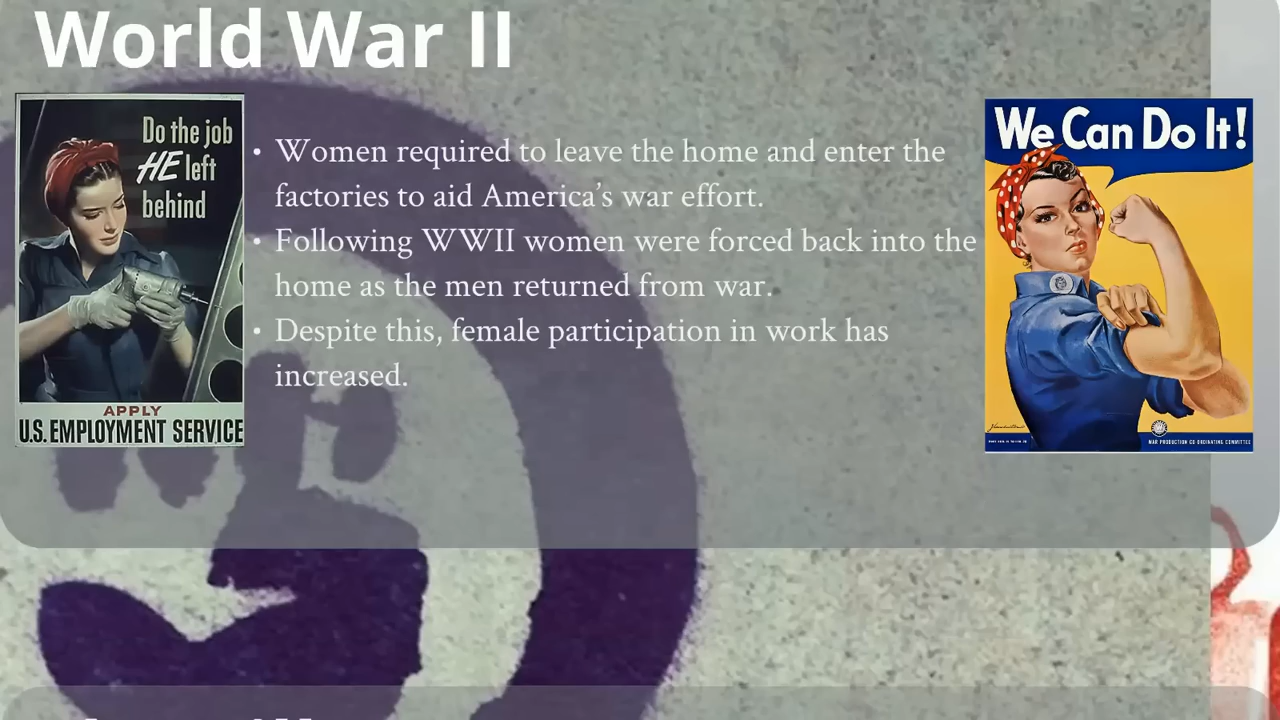 World War II
Do the job
HE left
behind
APPLY
U.S. EMPLOYMENT SERVICE
• Women required to leave the home and enter the
factories to aid America’s war effort.
• Following WWII women were forced back into the
home as the men returned from war.
• Despite this, female participation in work has
increased.
We Can Do It!
WAR PRODUCTION CO-ORDINATING COMMITTEE